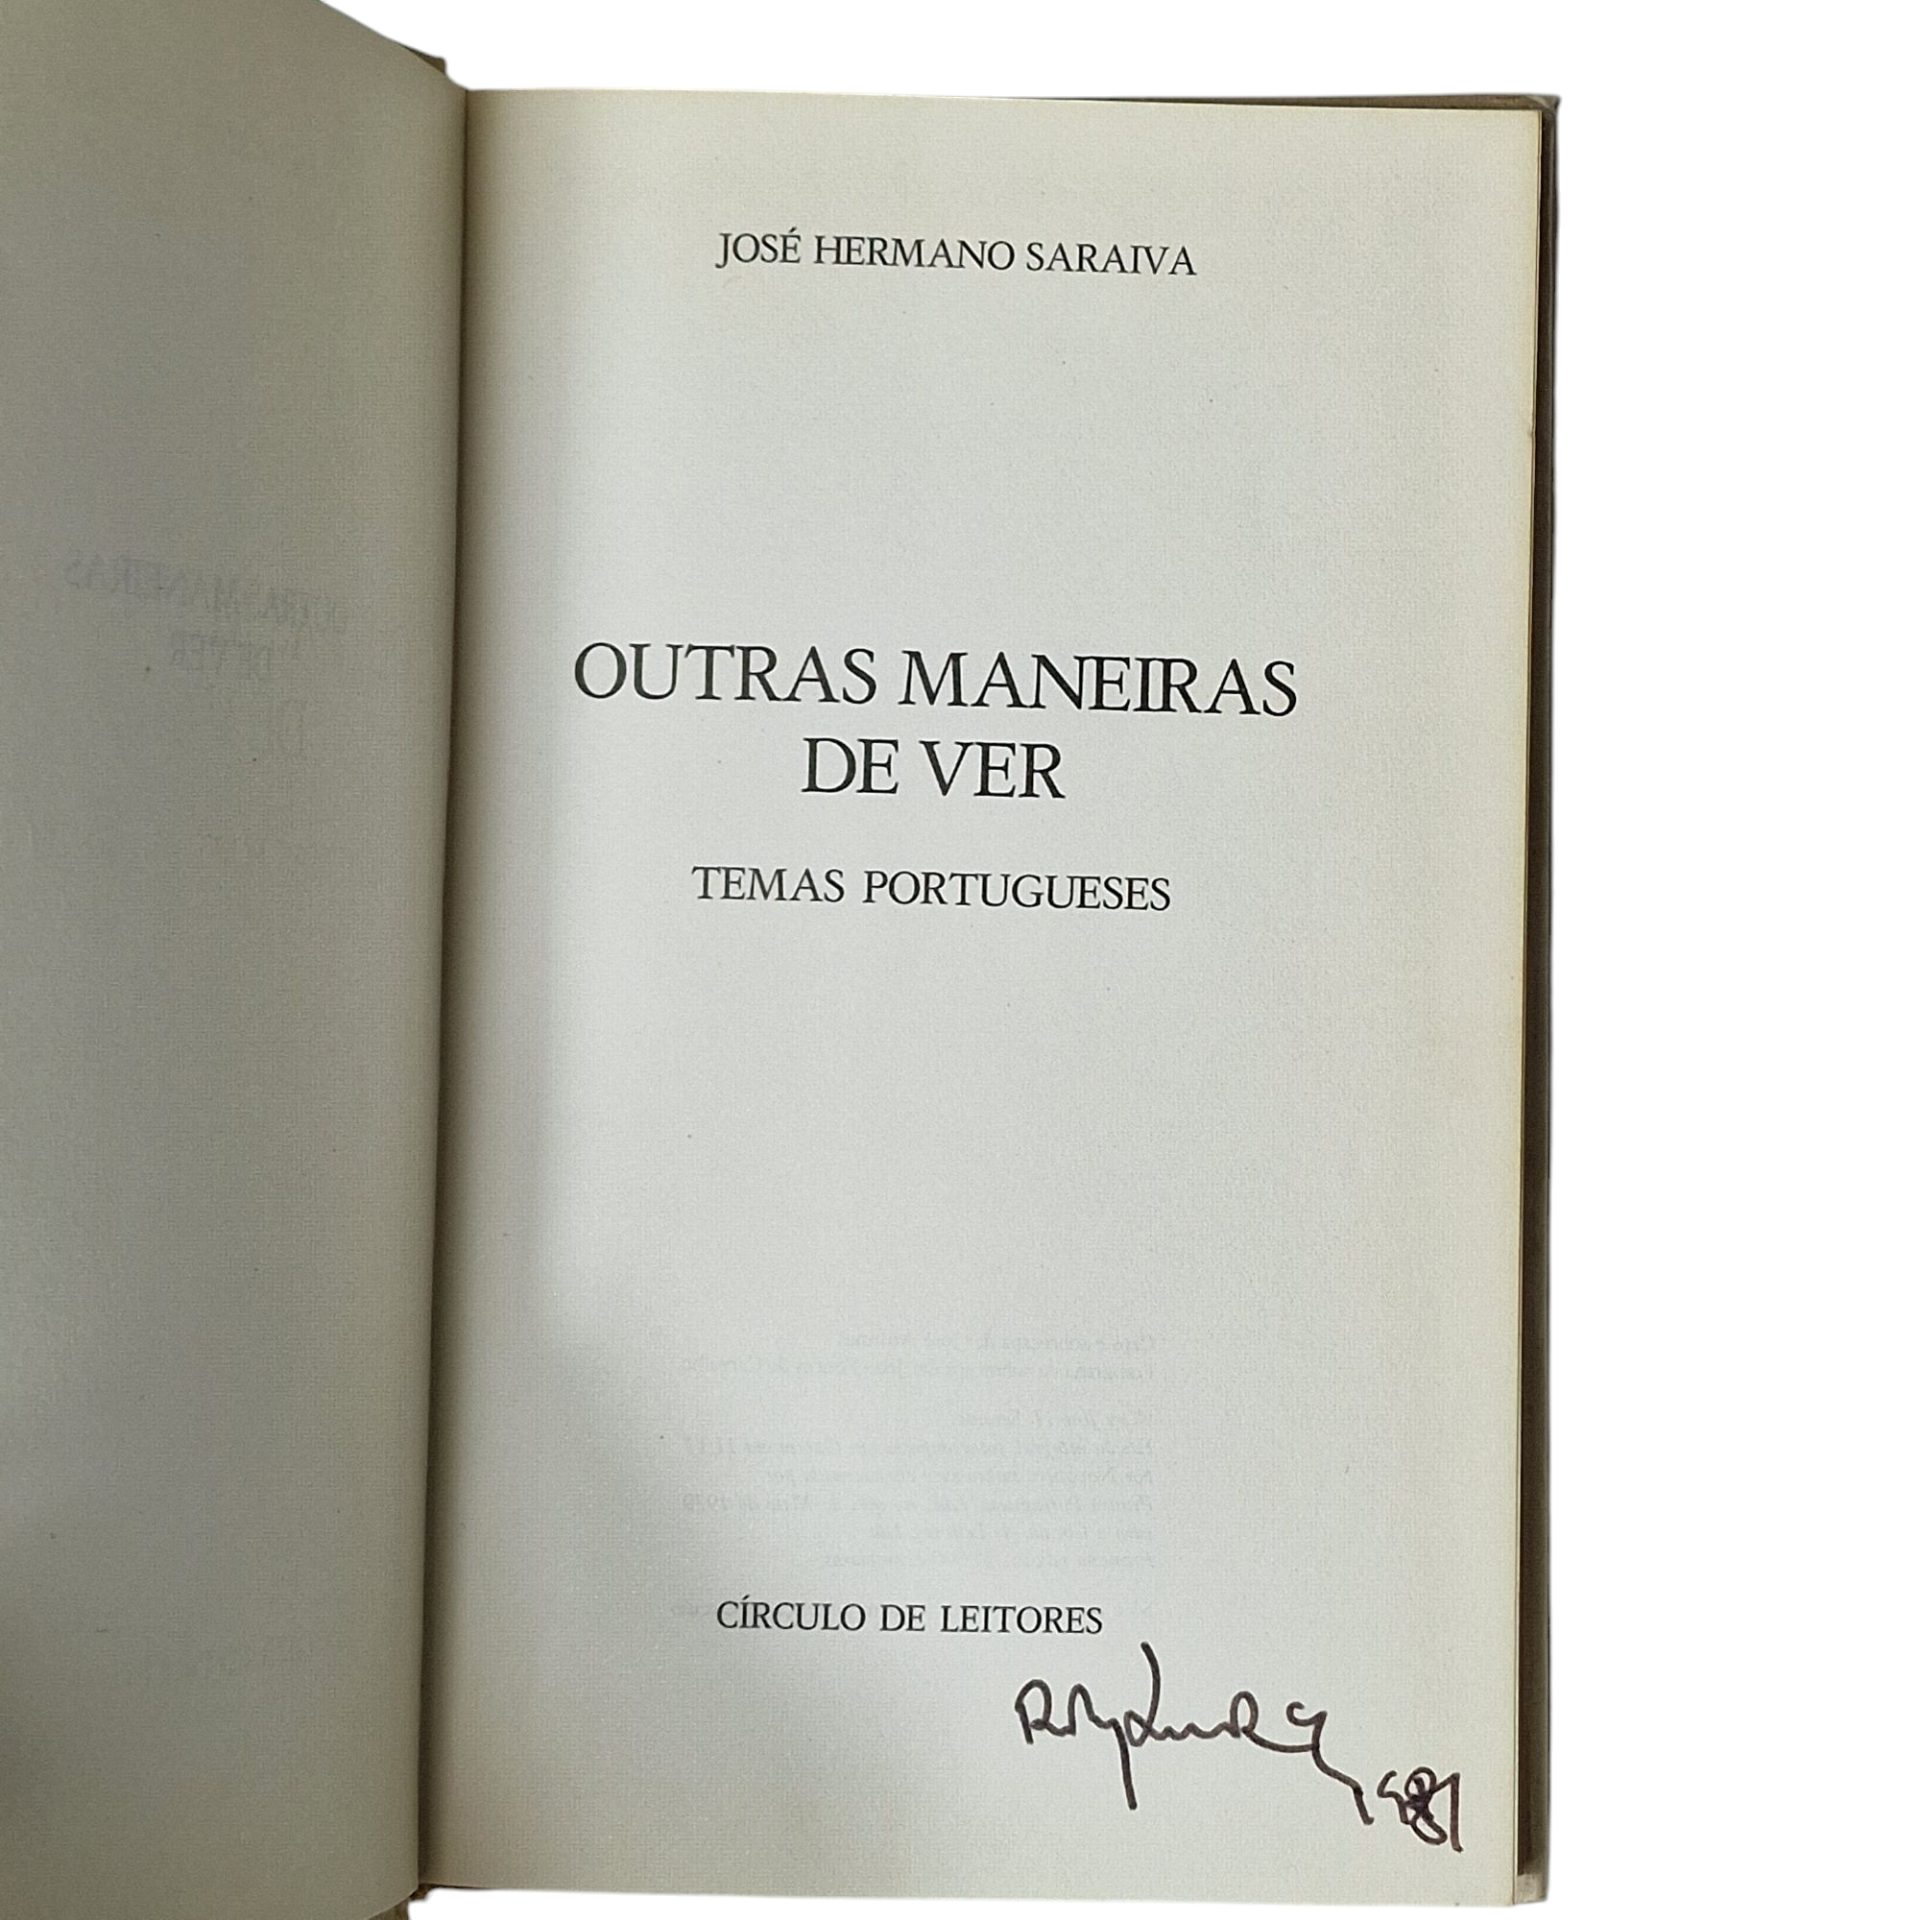 JOSÉ HERMANO SARAIVA
OUTRAS MANEIRAS
DE VER
TEMAS PORTUGUESES
CÍRCULO DE LEITORES
1981